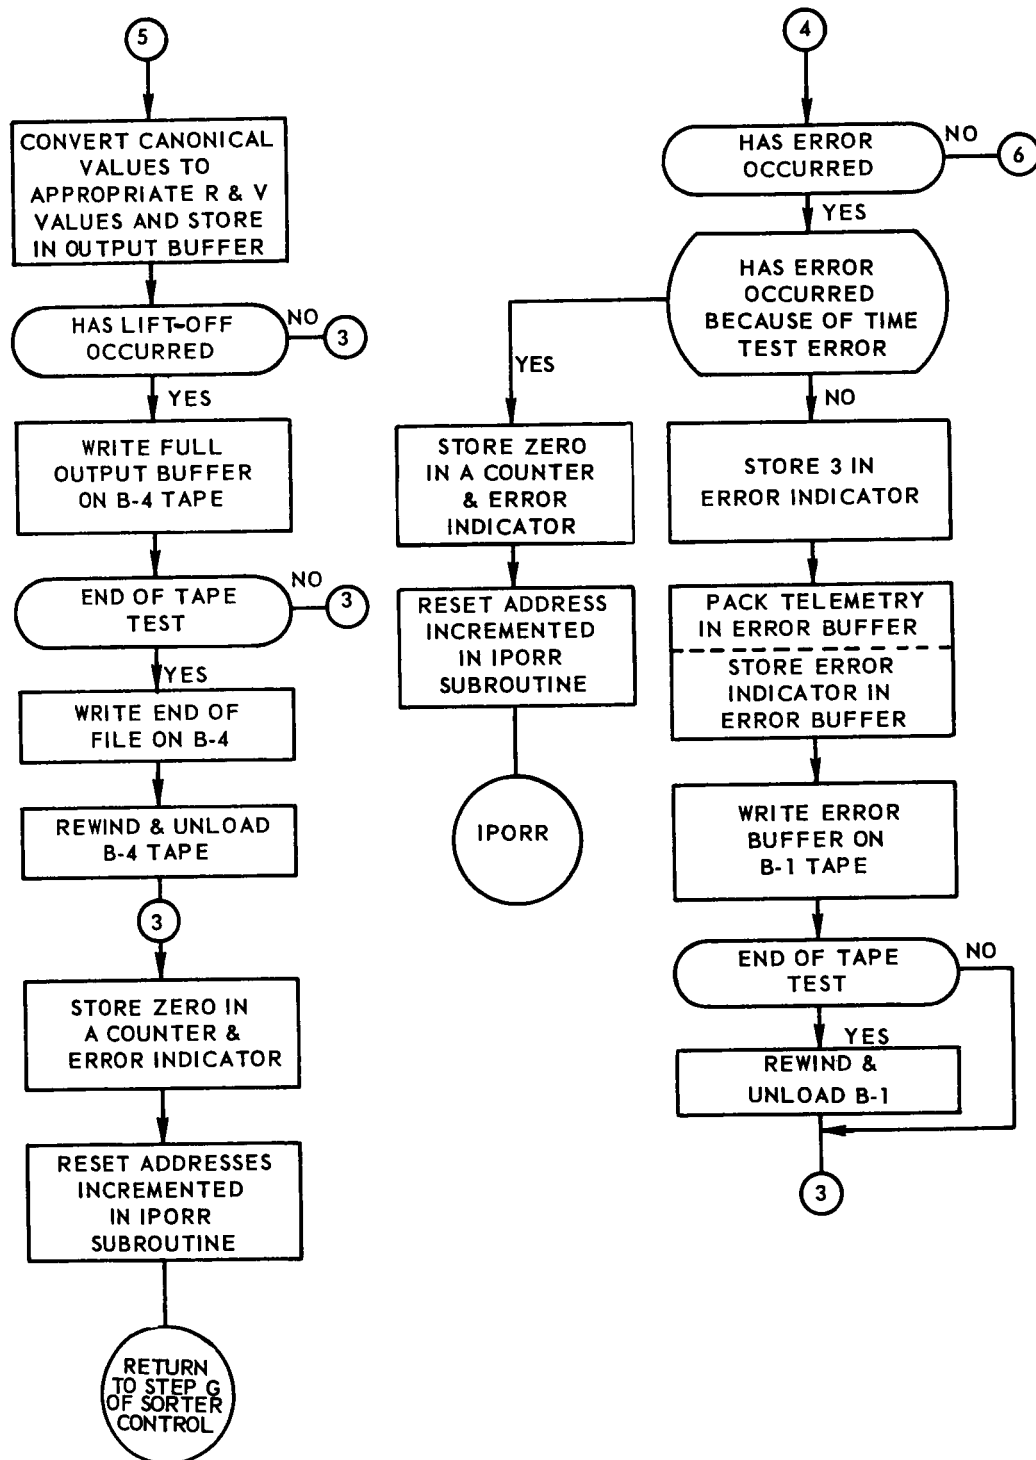 5
CONVERT CANONICAL
VALUES TO
APPROPRIATE R & V
VALUES AND STORE
IN OUTPUT BUFFER
HAS LIFT-OFF
OCCURRED
NO
3
YES
WRITE FULL
OUTPUT BUFFER
ON B-4 TAPE
END OF TAPE
TEST
NO
3
YES
WRITE END OF
FILE ON B-4
REWIND & UNLOAD
B-4 TAPE
3
STORE ZERO IN
A COUNTER &
ERROR INDICATOR
RESET ADDRESSES
INCREMENTED
IN IPORR
SUBROUTINE
RETURN
TO STEP G
OF SORTER
CONTROL
4
HAS ERROR
OCCURRED
NO
6
YES
HAS ERROR
OCCURRED
BECAUSE OF TIME
TEST ERROR
YES
STORE ZERO
IN A COUNTER
& ERROR
INDICATOR
RESET ADDRESS
INCREMENTED
IN IPORR
SUBROUTINE
IPORR
NO
STORE 3 IN
ERROR INDICATOR
PACK TELEMETRY
IN ERROR BUFFER
STORE ERROR
INDICATOR IN
ERROR BUFFER
WRITE ERROR
BUFFER ON
B-1 TAPE
END OF TAPE
TEST
NO
YES
REWIND &
UNLOAD B-1
3